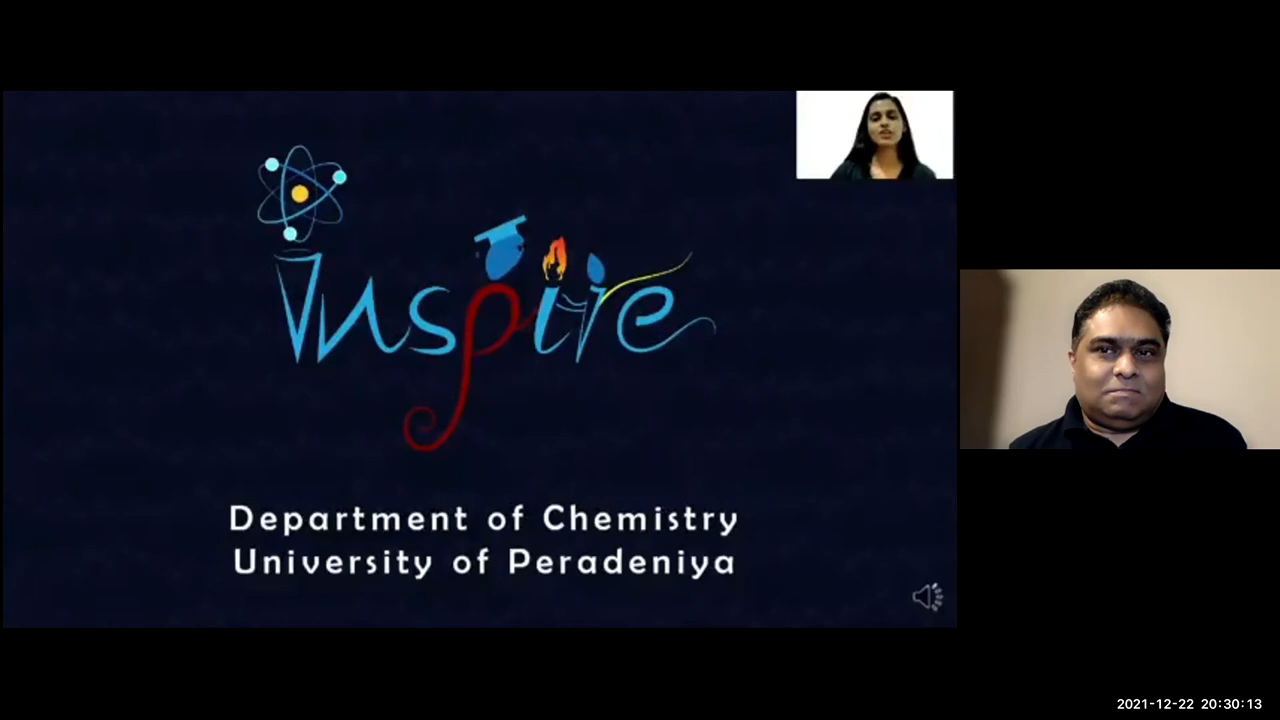 Inspire
Department of Chemistry
University of Peradeniya
2021-12-22 20:30:13